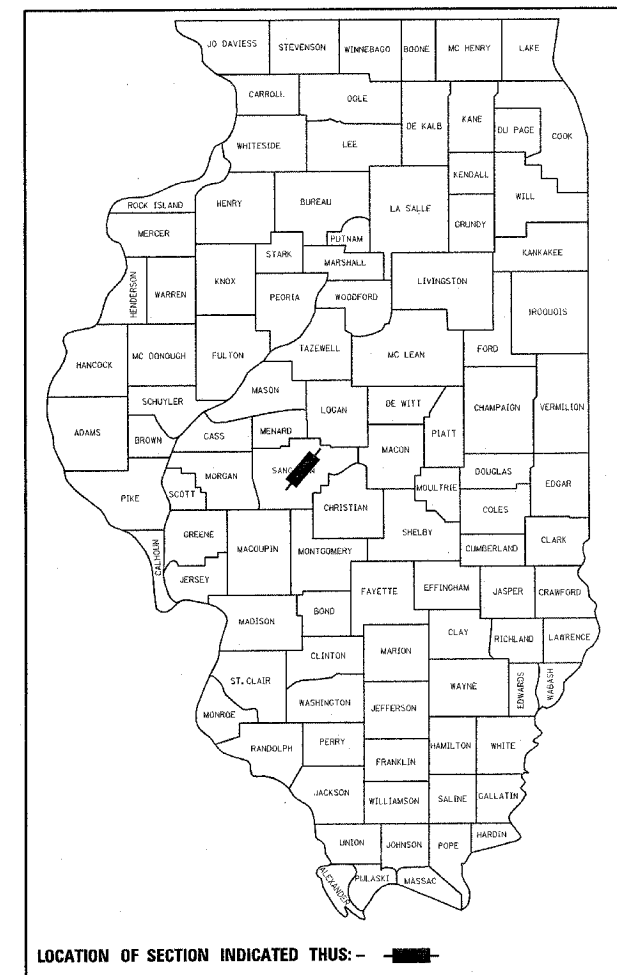 JO DAVIESS STEVENSON WINNEBAGO BOONE MC HENRY LAKE
CARROLL OGLE DE KALB KANE DU PAGE COOK
WHITESIDE LEE KENDALL WILL
ROCK ISLAND HENRY BUREAU LA SALLE GRUNDY
MERCER PUTNAM KANKAKEE
STARK MARSHALL
HENDERSON WARREN KNOX PEORIA WOODFORD LIVINGSTON IROQUOIS
HANCOCK MC DONOUGH FULTON TAZEWELL MC LEAN FORD
MASON
SCHUYLER LOGAN DE WITT CHAMPAIGN VERMILION
ADAMS BROWN CASS MENARD MACON PIATT
MORGAN DOUGLAS
PIKE SCOTT CHRISTIAN MOULTRIE EDGAR
COLES
GREENE MACOUPIN MONTGOMERY SHELBY CUMBERLAND CLARK
CALHOUN JERSEY FAYETTE EFFINGHAM JASPER CRAWFORD
MADISON BOND
CLAY RICHLAND LAWRENCE
CLINTON MARION
ST. CLAIR WAYNE EDWARDS WABASH
WASHINGTON JEFFERSON
MONROE
RANDOLPH PERRY HAMILTON WHITE
FRANKLIN
JACKSON WILLIAMSON SALINE GALLATIN
UNION JOHNSON POPE HARDIN
ALEXANDER PULASKI MASSAC
LOCATION OF SECTION INDICATED THUS: -